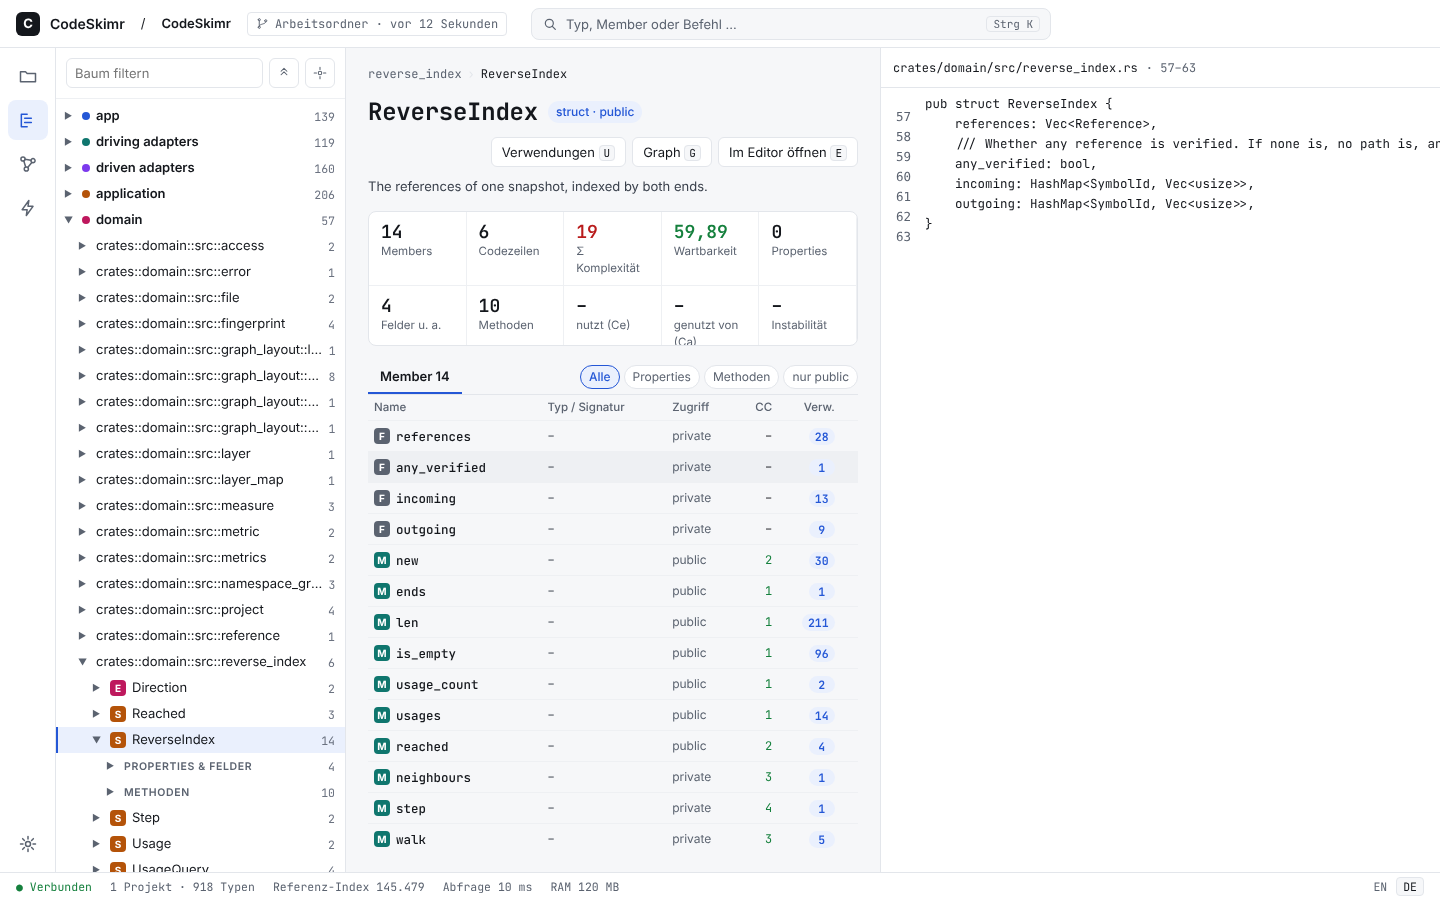 C CodeSkimr / CodeSkimr Arbeitsordner · vor 12 Sekunden Typ, Member oder Befehl ... Strg K
Baum filtern
app 139
driving adapters 119
driven adapters 160
application 206
domain 57
crates::domain::src::access 2
crates::domain::src::error 1
crates::domain::src::file 2
crates::domain::src::fingerprint 4
crates::domain::src::graph_layout::l... 1
crates::domain::src::graph_layout::... 8
crates::domain::src::graph_layout::... 1
crates::domain::src::graph_layout::... 1
crates::domain::src::layer 1
crates::domain::src::layer_map 1
crates::domain::src::measure 3
crates::domain::src::metric 2
crates::domain::src::metrics 2
crates::domain::src::namespace_gr... 3
crates::domain::src::project 4
crates::domain::src::reference 1
crates::domain::src::reverse_index 6
E Direction 2
S Reached 3
S ReverseIndex 14
PROPERTIES & FELDER 4
METHODEN 10
S Step 2
S Usage 2
S UsageQuery 4
reverse_index › ReverseIndex
ReverseIndex struct · public
Verwendungen U Graph G Im Editor öffnen E
The references of one snapshot, indexed by both ends.
14 6 19 59,89 0
Members Codezeilen Σ Komplexität Wartbarkeit Properties
4 10 – – –
Felder u. a. Methoden nutzt (Ce) genutzt von (Ca) Instabilität
Member 14 Alle Properties Methoden nur public
Name Typ / Signatur Zugriff CC Verw.
F references – private – 28
F any_verified – private – 1
F incoming – private – 13
F outgoing – private – 9
M new – public 2 30
M ends – public 1 1
M len – public 1 211
M is_empty – public 1 96
M usage_count – public 1 2
M usages – public 1 14
M reached – public 2 4
M neighbours – private 3 1
M step – private 4 1
M walk – private 3 5
crates/domain/src/reverse_index.rs · 57–63
57 pub struct ReverseIndex {
58 references: Vec<Reference>,
59 /// Whether any reference is verified. If none is, no path is, an
60 any_verified: bool,
61 incoming: HashMap<SymbolId, Vec<usize>>,
62 outgoing: HashMap<SymbolId, Vec<usize>>,
63 }
Verbunden 1 Projekt · 918 Typen Referenz-Index 145.479 Abfrage 10 ms RAM 120 MB EN DE